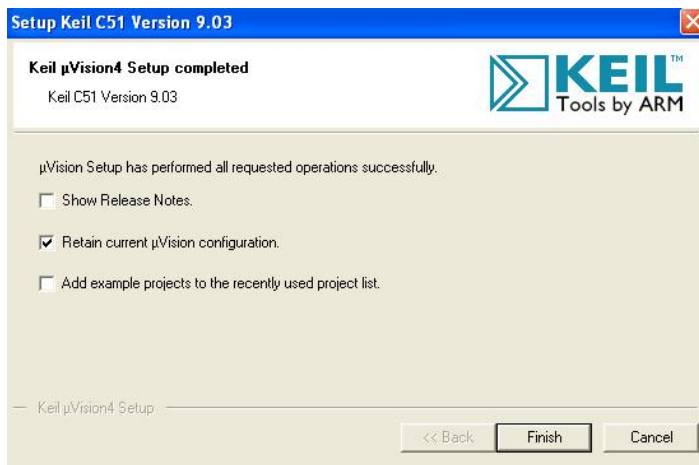 Setup Keil C51 Version 9.03
Keil µVision4 Setup completed
Keil C51 Version 9.03
KEIL™
Tools by ARM
µVision Setup has performed all requested operations successfully.
Show Release Notes.
Retain current µVision configuration.
Add example projects to the recently used project list.
Keil µVision4 Setup
<< Back
Finish
Cancel